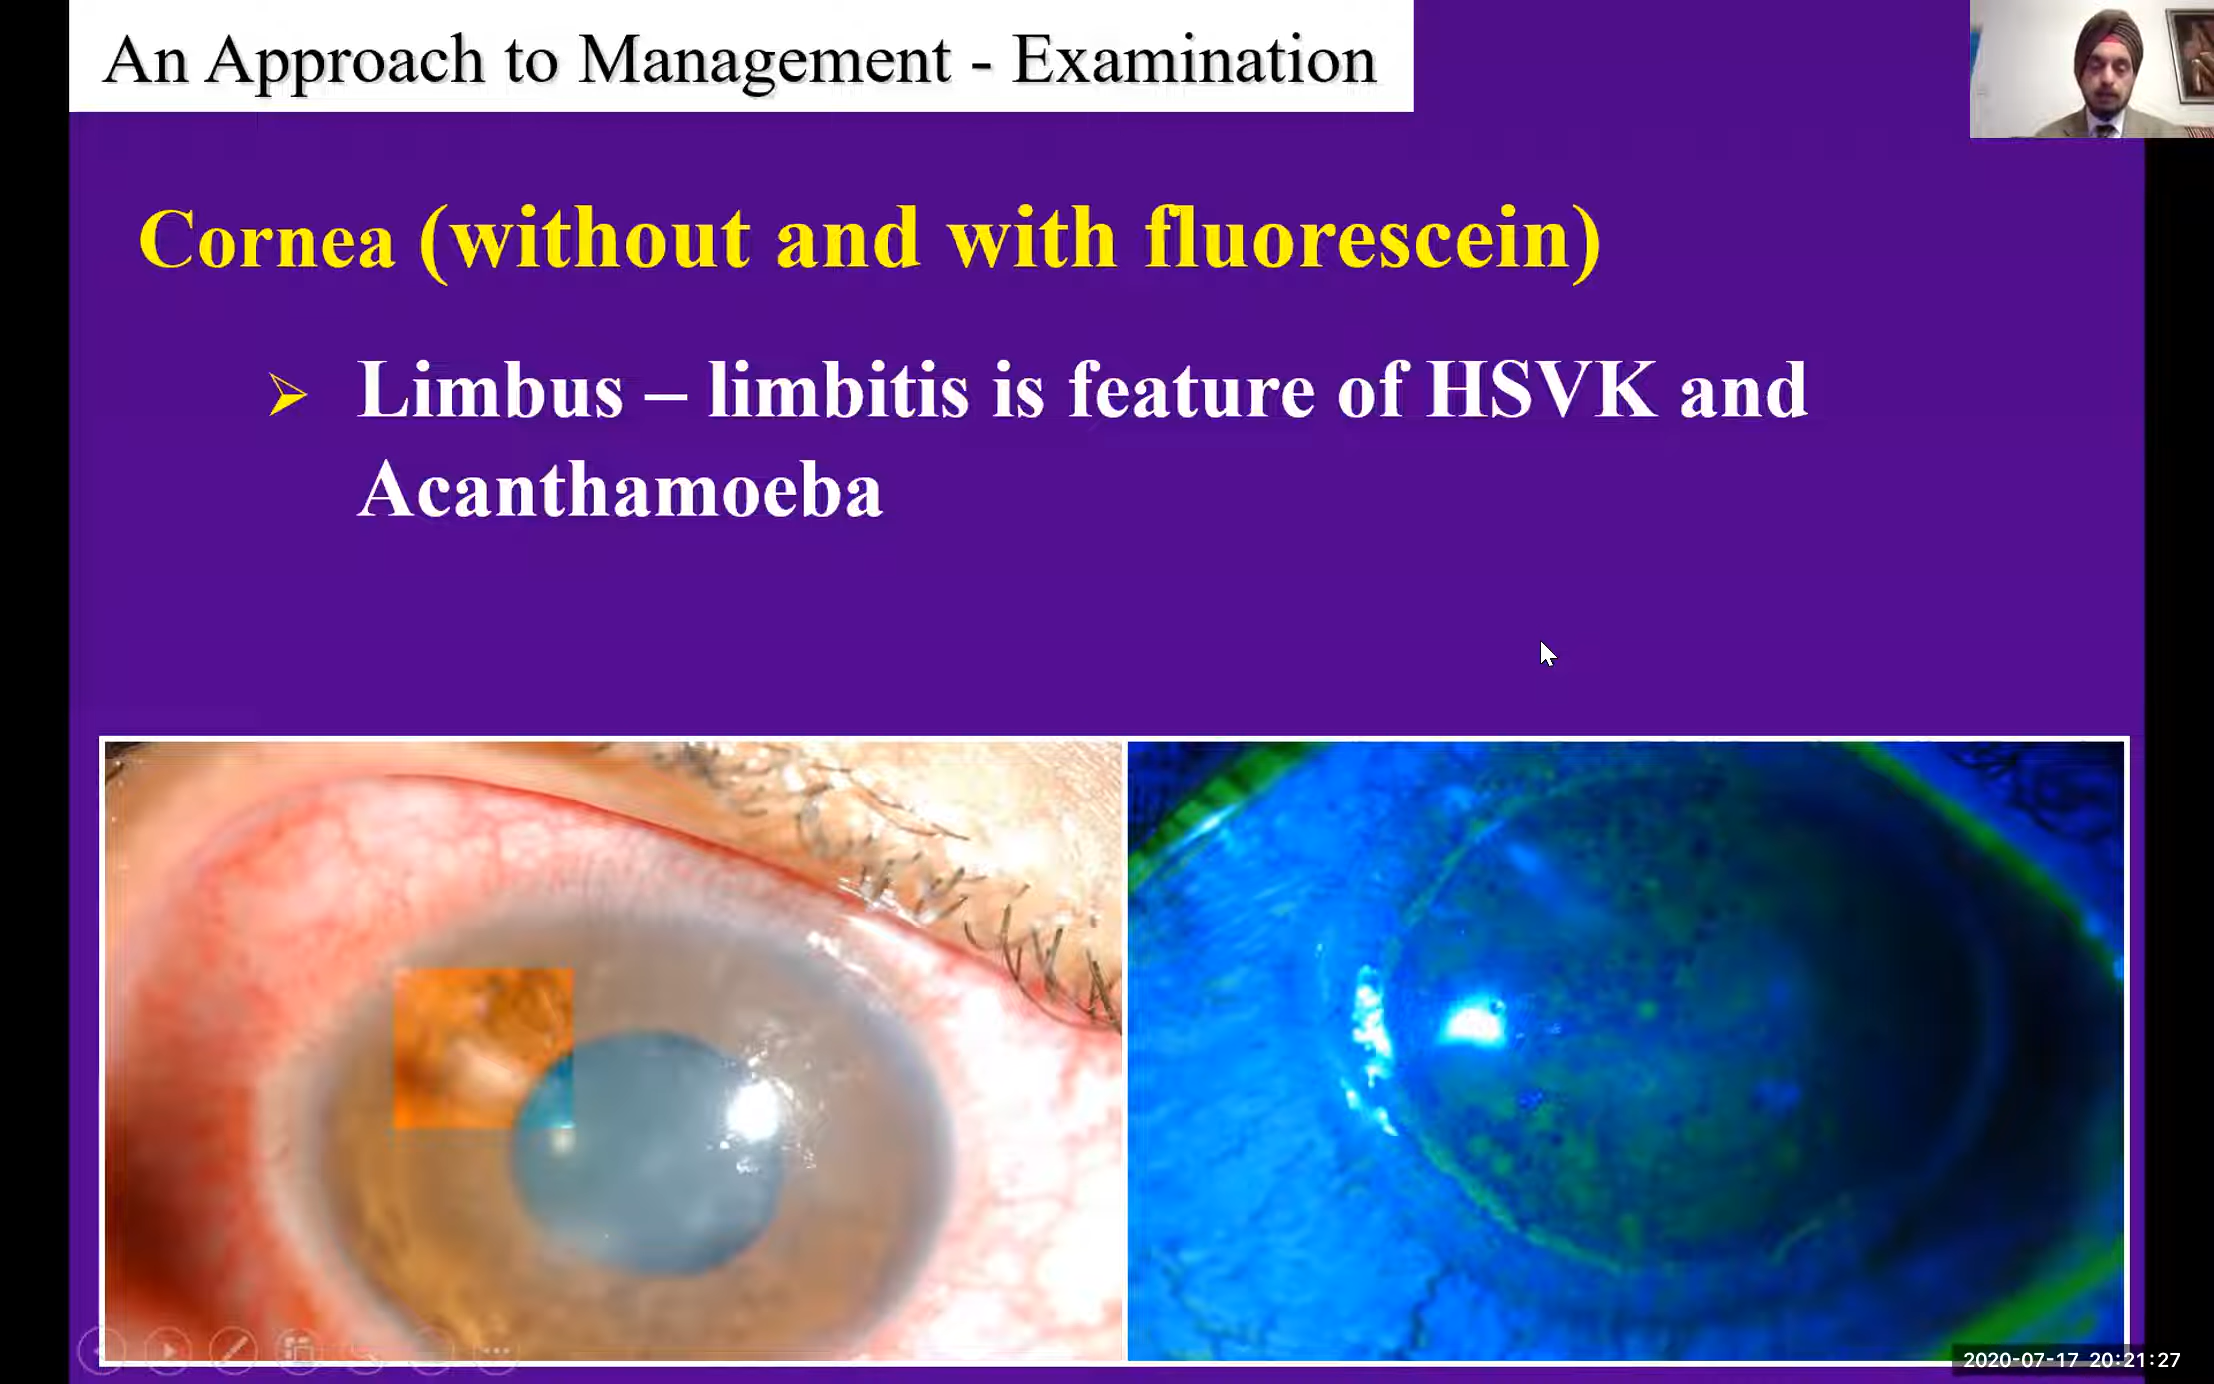 An Approach to Management - Examination
Cornea (without and with fluorescein)
➢ Limbus – limbitis is feature of HSVK and
Acanthamoeba
2020-07-17 20:21:27